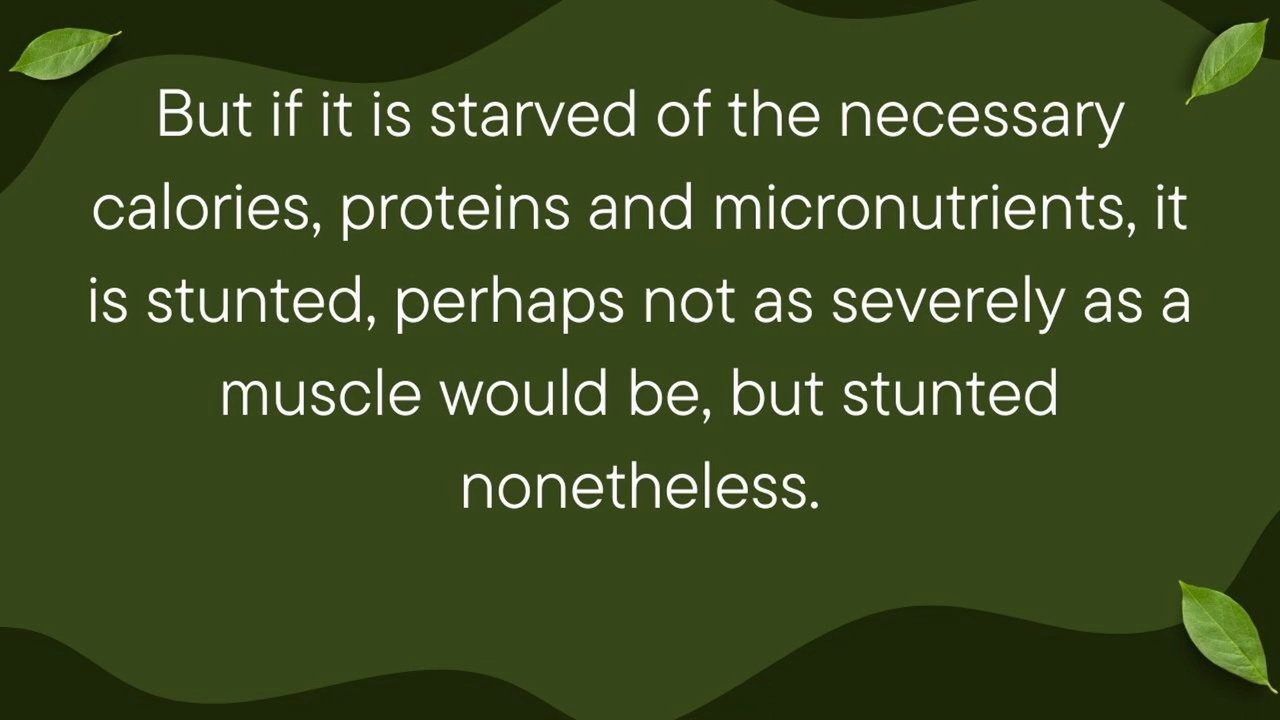 But if it is starved of the necessary
calories, proteins and micronutrients, it
is stunted, perhaps not as severely as a
muscle would be, but stunted
nonetheless.